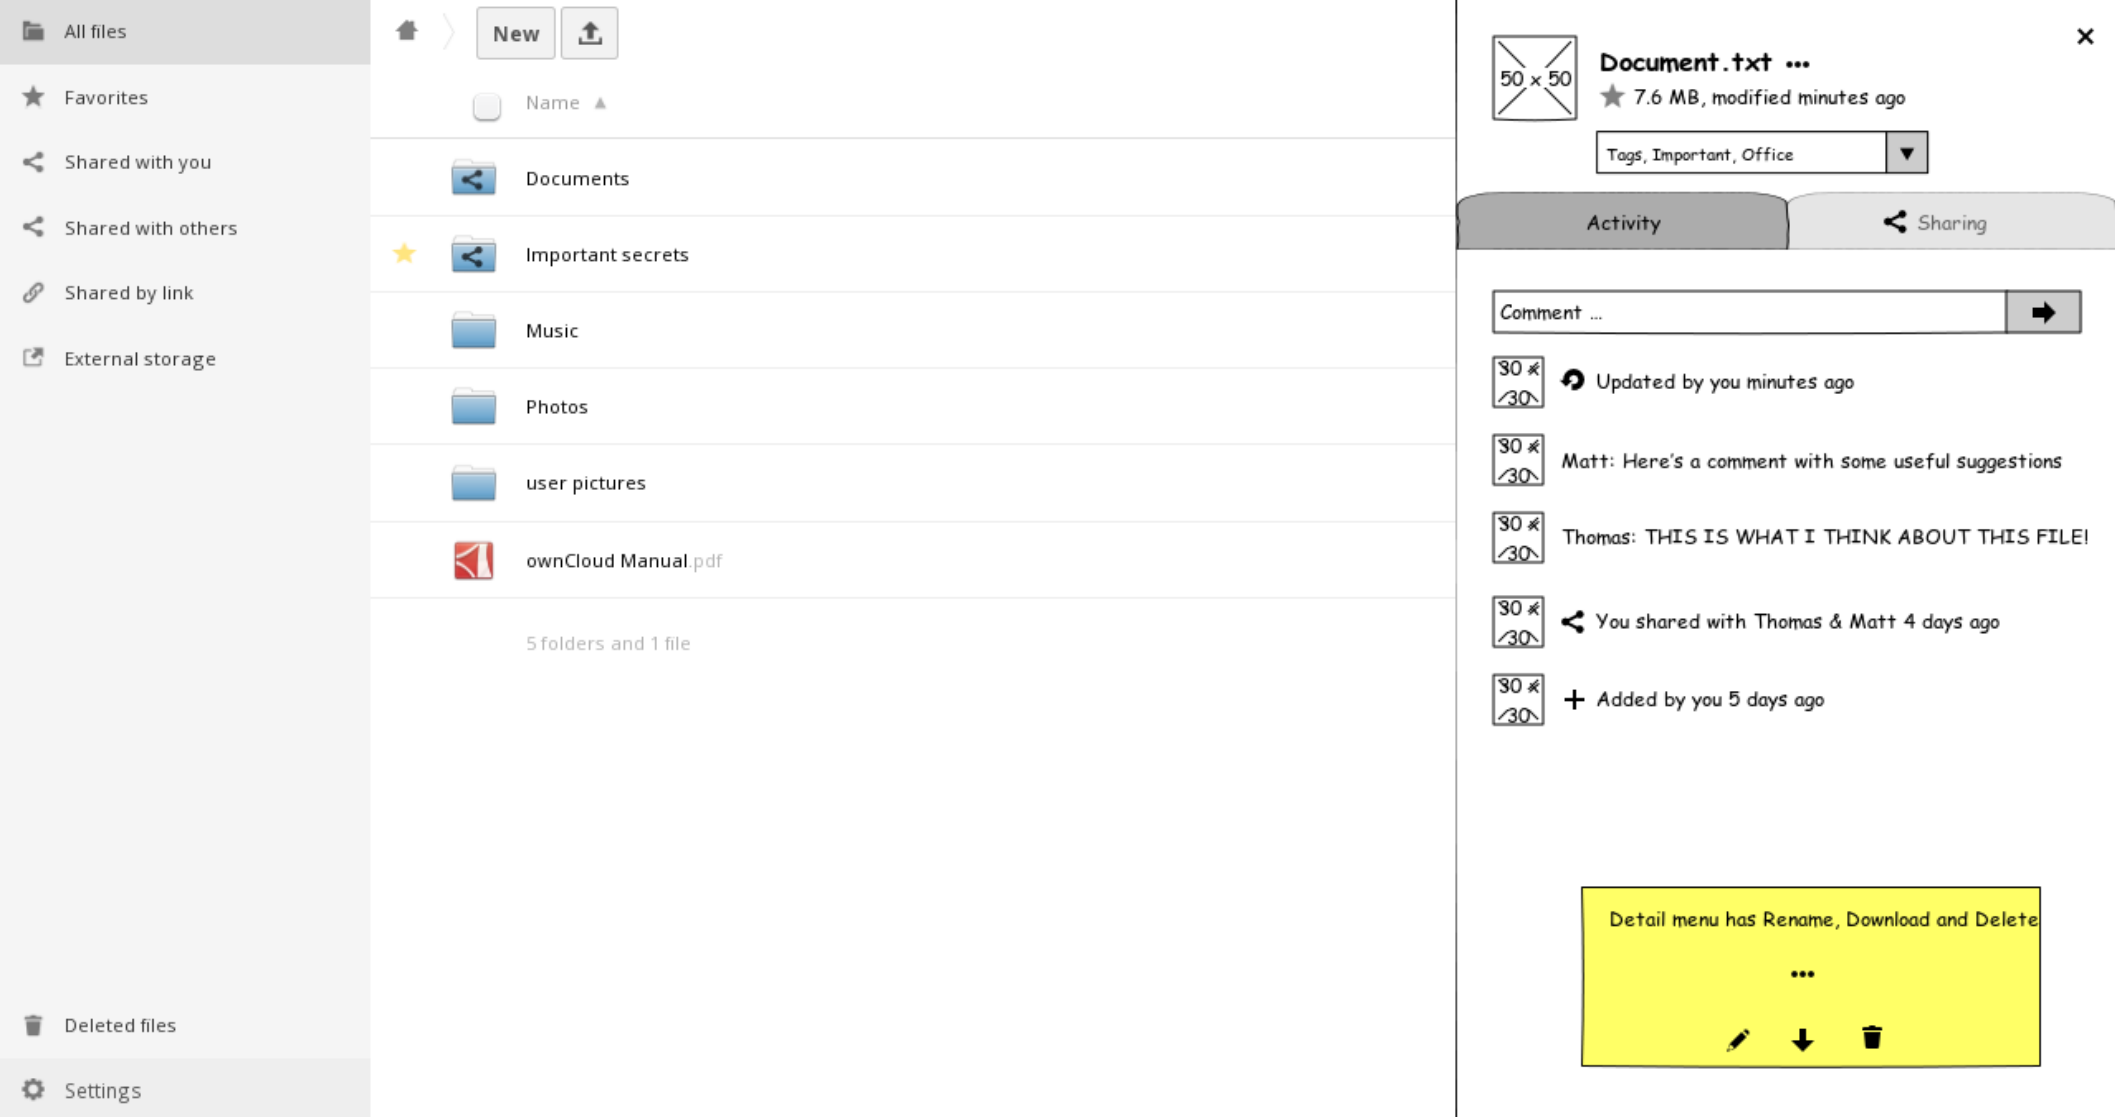 All files
Favorites
Shared with you
Shared with others
Shared by link
External storage
Deleted files
Settings
New
Name
Documents
Important secrets
Music
Photos
user pictures
ownCloud Manual.pdf
5 folders and 1 file
50 x 50
Document.txt
7.6 MB, modified minutes ago
Tags, Important, Office
Activity
Sharing
Comment ...
30 x
30
Updated by you minutes ago
30 x
30
Matt: Here's a comment with some useful suggestions
30 x
30
Thomas: THIS IS WHAT I THINK ABOUT THIS FILE!
30 x
30
You shared with Thomas & Matt 4 days ago
30 x
30
Added by you 5 days ago
Detail menu has Rename, Download and Delete